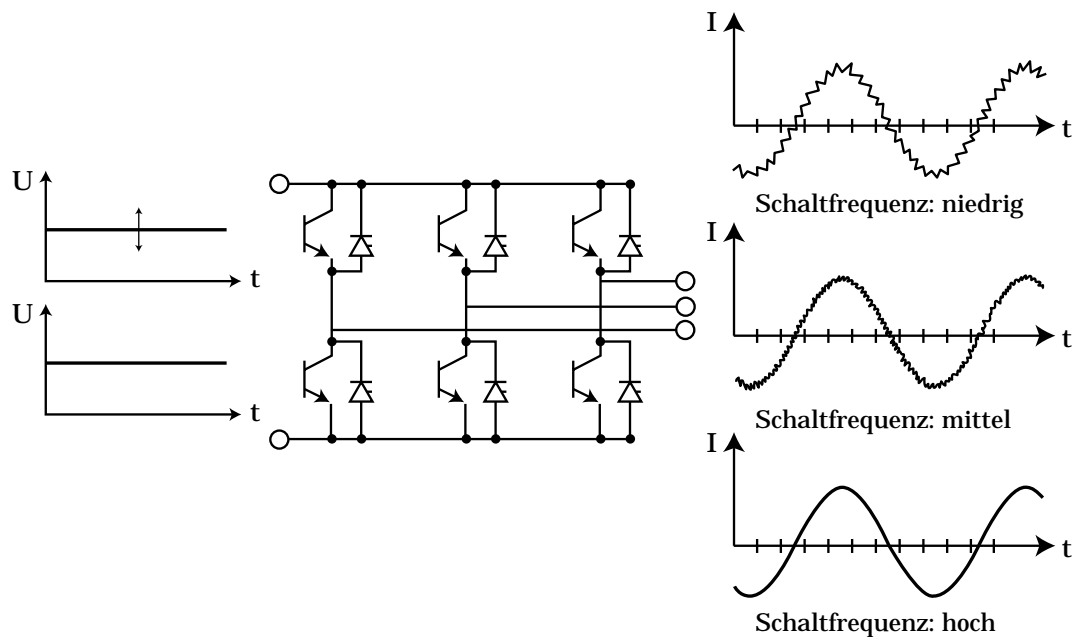 U
t
U
t
I
t
Schaltfrequenz: niedrig
I
t
Schaltfrequenz: mittel
I
t
Schaltfrequenz: hoch